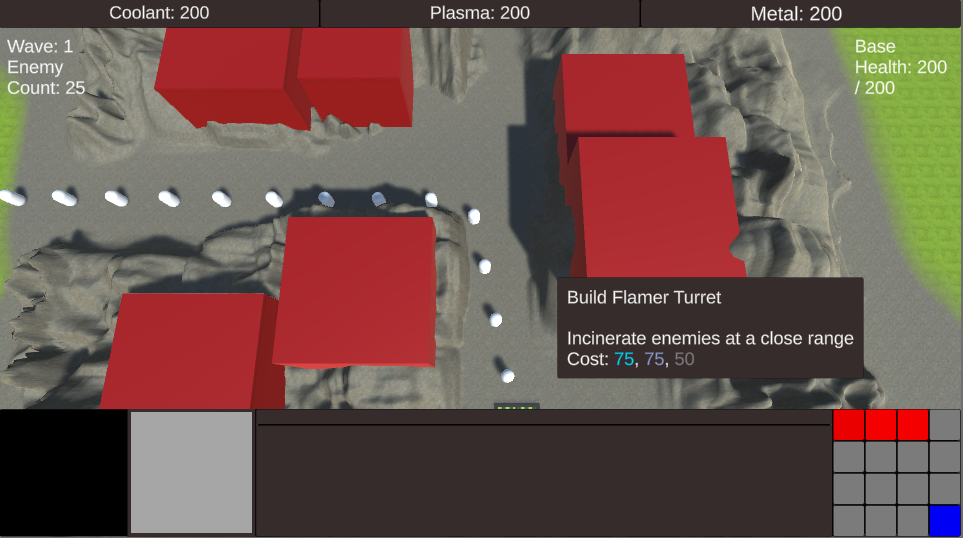 Coolant: 200
Plasma: 200
Metal: 200
Wave: 1
Enemy
Count: 25
Base
Health: 200
/ 200
Build Flamer Turret
Incinerate enemies at a close range
Cost: 75, 75, 50